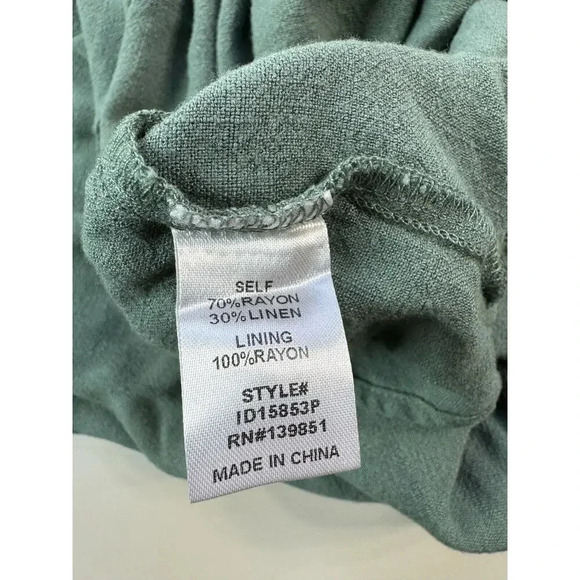 SELF
70%RAYON
30%LINEN
LINING
100%RAYON
STYLE#
ID15853P
RN#139851
MADE IN CHINA